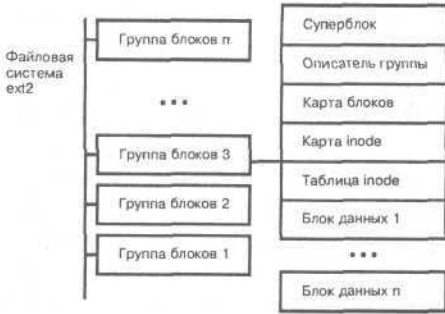 Файловая
система
ext2
Группа блоков n
• • •
Группа блоков 3
Группа блоков 2
Группа блоков 1
Суперблок
Описатель группы
Карта блоков
Карта inode
Таблица inode
Блок данных 1
• • •
Блок данных n